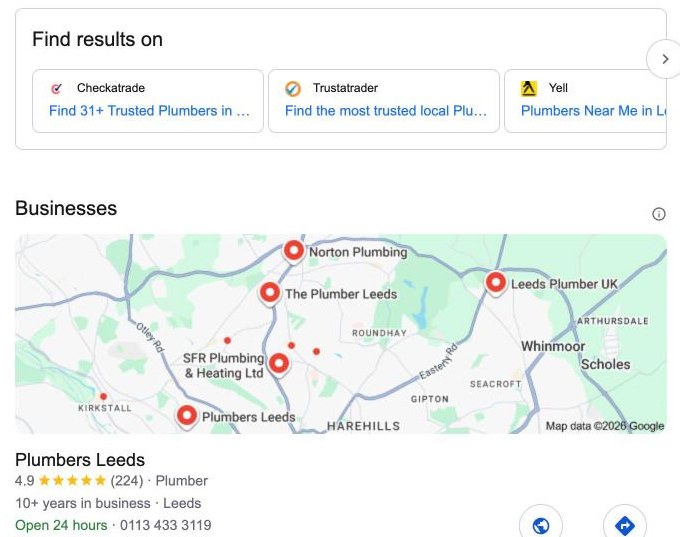 Find results on
Checkatrade
Find 31+ Trusted Plumbers in ...
Trustatrader
Find the most trusted local Plu...
Yell
Plumbers Near Me in Le
Businesses
Norton Plumbing
Leeds Plumber UK
The Plumber Leeds
ARTHURSDALE
Otley Rd
ROUNDHAY
Whinmoor
SFR Plumbing
& Heating Ltd
Easterly Rd
Scholes
SEACROFT
KIRKSTALL
GIPTON
Plumbers Leeds
HAREHILLS
Map data ©2026 Google
Plumbers Leeds
4.9 ★★★★★ (224) · Plumber
10+ years in business · Leeds
Open 24 hours · 0113 433 3119